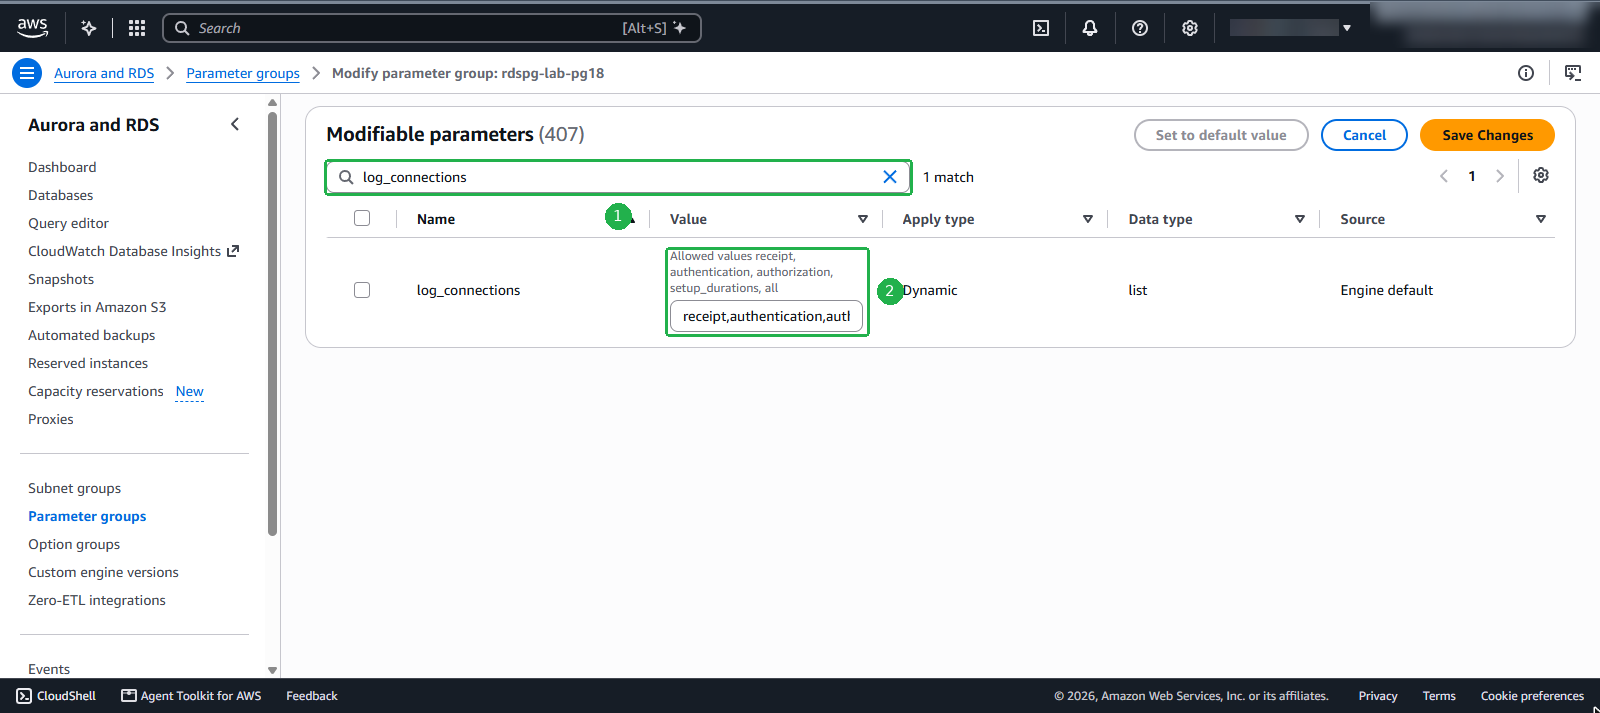 aws
Search [Alt+S]
Aurora and RDS > Parameter groups > Modify parameter group: rdspg-lab-pg18
Aurora and RDS
Dashboard
Databases
Query editor
CloudWatch Database Insights
Snapshots
Exports in Amazon S3
Automated backups
Reserved instances
Capacity reservations New
Proxies
Subnet groups
Parameter groups
Option groups
Custom engine versions
Zero-ETL integrations
Events
Modifiable parameters (407)
Set to default value
Cancel
Save Changes
log_connections
1 match
1
Name
1
Value
Apply type
Data type
Source
log_connections
Allowed values receipt,
authentication, authorization,
setup_durations, all
receipt,authentication,auth
2
Dynamic
list
Engine default
CloudShell
Agent Toolkit for AWS
Feedback
© 2026, Amazon Web Services, Inc. or its affiliates.
Privacy
Terms
Cookie preferences